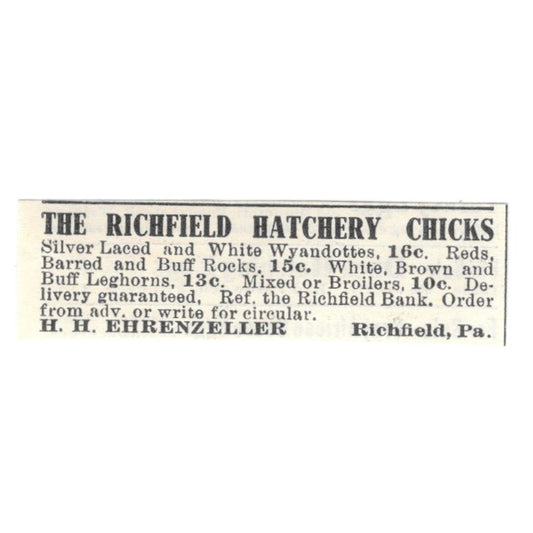 THE RICHFIELD HATCHERY CHICKS
Silver Laced and White Wyandottes, 16c. Reds,
Barred and Buff Rocks, 15c. White, Brown and
Buff Leghorns, 13c. Mixed or Broilers, 10c. De-
livery guaranteed, Ref. the Richfield Bank. Order
from adv. or write for circular.
H. H. EHRENZELLER Richfield, Pa.